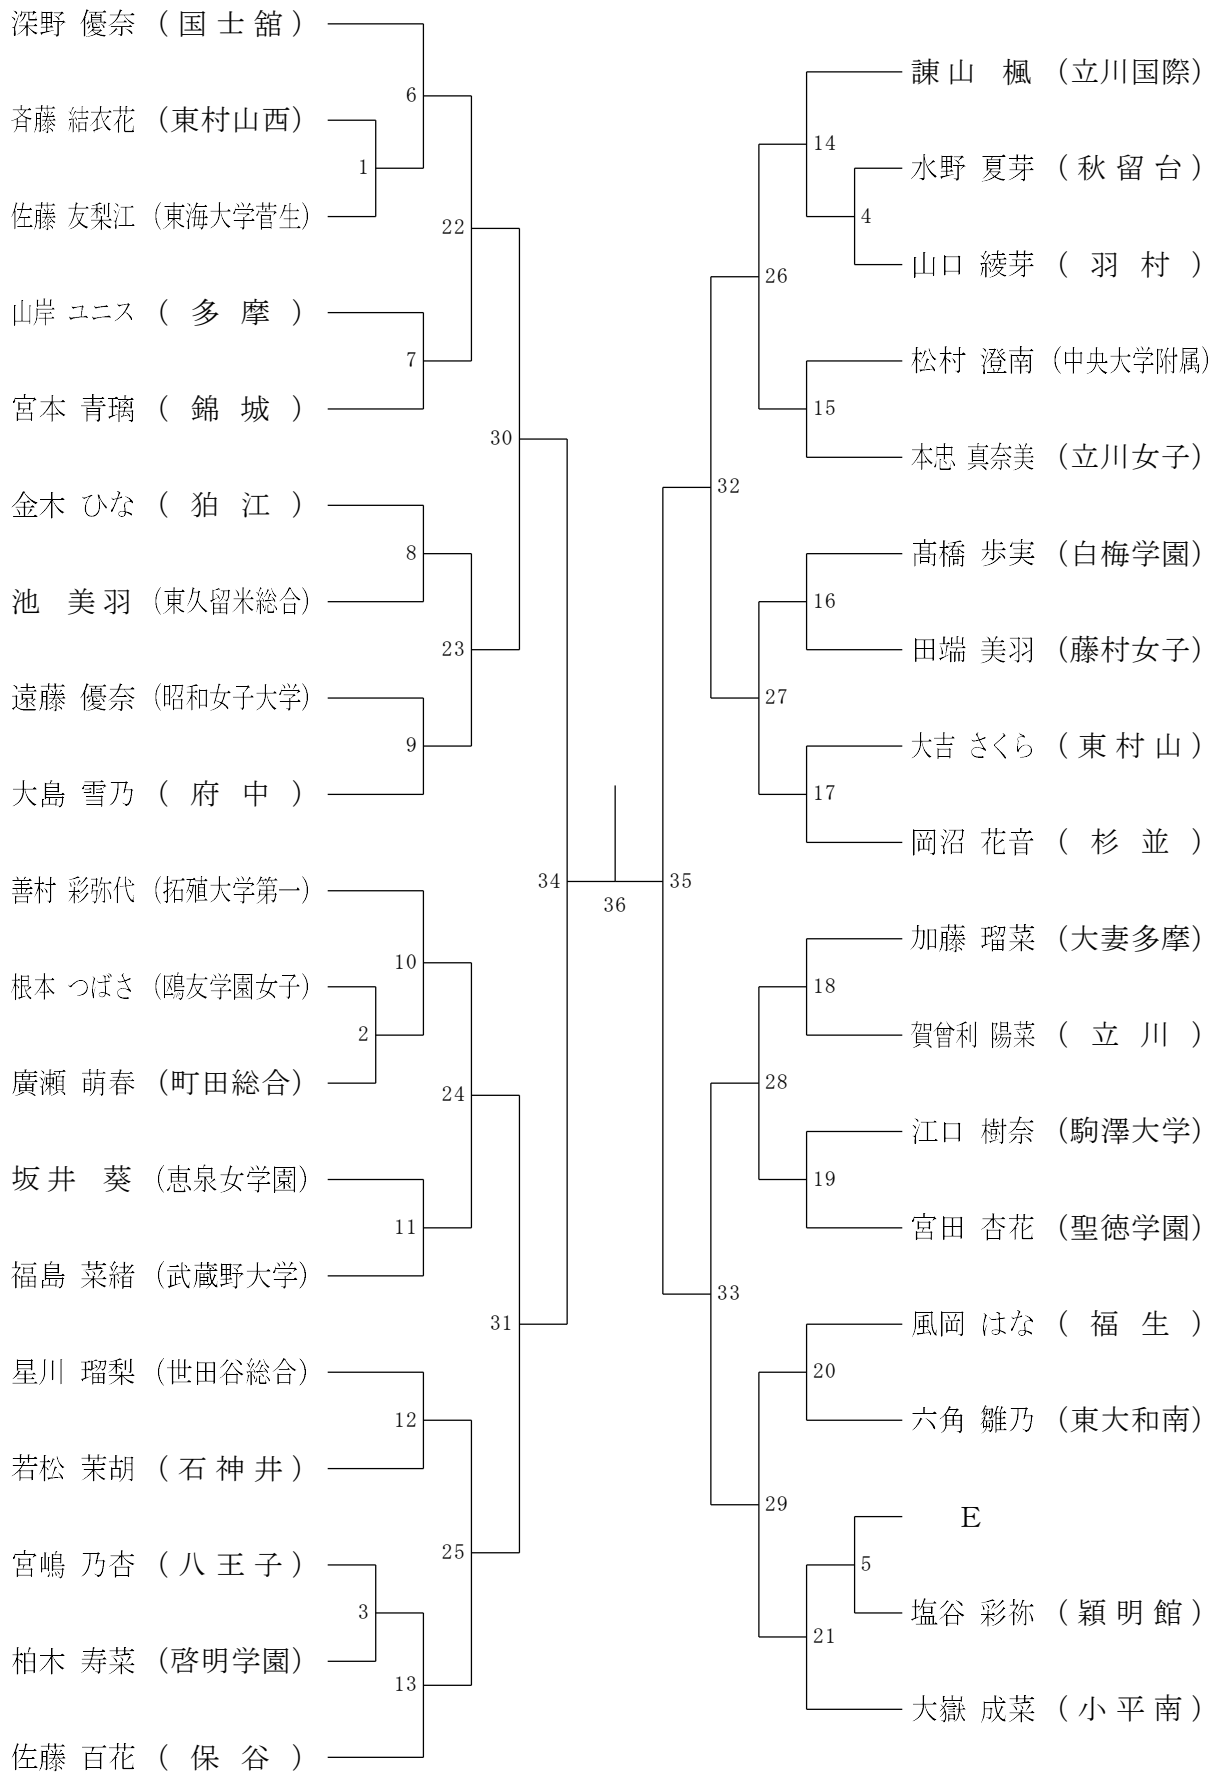 深野 優奈 (国士舘)
斉藤 結衣花 (東村山西)
佐藤 友梨江 (東海大学菅生)
山岸 ユニス (多摩)
宮本 青璃 (錦城)
金木 ひな (狛江)
池 美羽 (東久留米総合)
遠藤 優奈 (昭和女子大学)
大島 雪乃 (府中)
善村 彩弥代 (拓殖大学第一)
根本 つばさ (鴎友学園女子)
廣瀬 萌春 (町田総合)
坂井 葵 (恵泉女学園)
福島 菜緒 (武蔵野大学)
星川 瑠梨 (世田谷総合)
若松 茉胡 (石神井)
宮嶋 乃杏 (八王子)
柏木 寿菜 (啓明学園)
佐藤 百花 (保谷)
6
1
22
7
30
8
23
9
34
10
2
24
11
31
12
25
3
13
36
35
14
4
26
15
32
16
27
17
18
28
19
33
20
29
5
21
諌山 楓 (立川国際)
水野 夏芽 (秋留台)
山口 綾芽 (羽村)
松村 澄南 (中央大学附属)
本忠 真奈美 (立川女子)
髙橋 歩実 (白梅学園)
田端 美羽 (藤村女子)
大吉 さくら (東村山)
岡沼 花音 (杉並)
加藤 瑠菜 (大妻多摩)
賀曾利 陽菜 (立川)
江口 樹奈 (駒澤大学)
宮田 杏花 (聖徳学園)
風岡 はな (福生)
六角 雛乃 (東大和南)
E
塩谷 彩祢 (穎明館)
大嶽 成菜 (小平南)